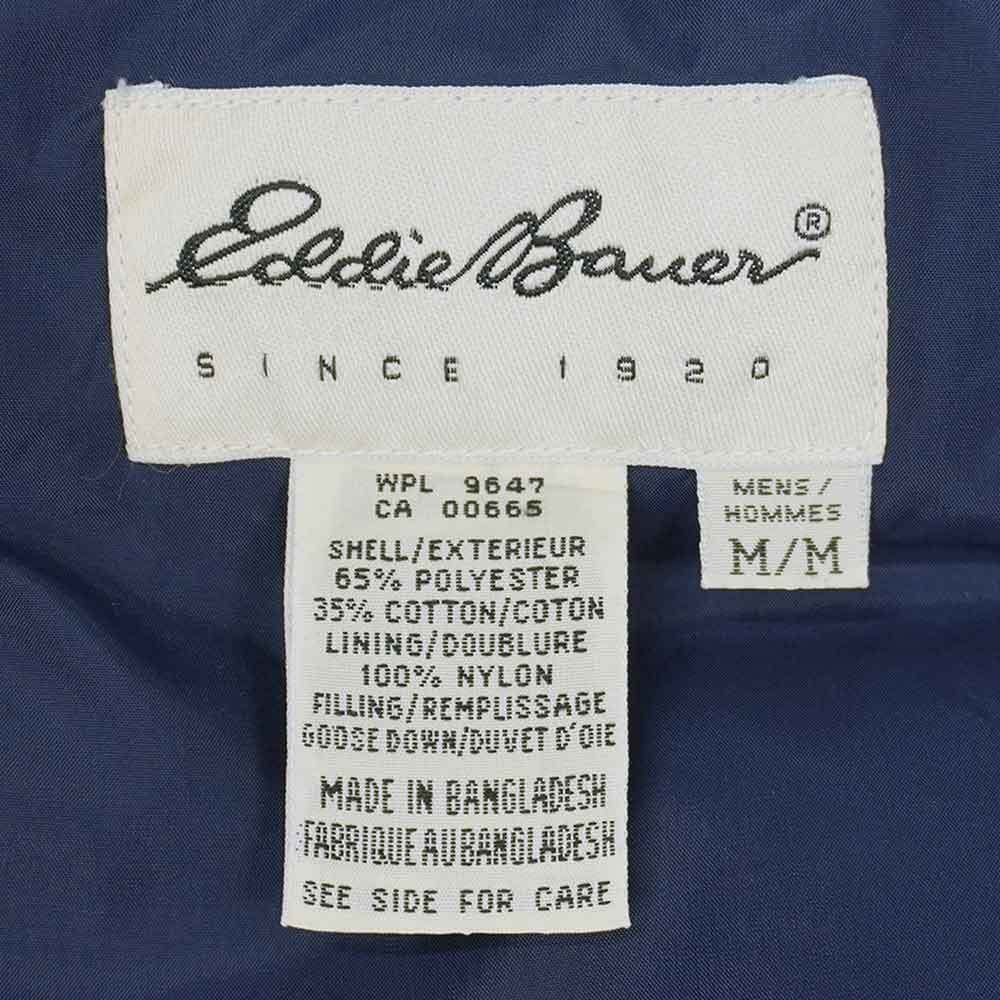 Eddie Bauer®
SINCE 1920
WPL 9647
CA 00665
SHELL/EXTERIEUR
65% POLYESTER
35% COTTON/COTON
LINING/DOUBLURE
100% NYLON
FILLING/REMPLISSAGE
GOOSE DOWN/DUVET D'OIE
MADE IN BANGLADESH
FABRIQUE AU BANGLADESH
SEE SIDE FOR CARE
MENS/
HOMMES
M/M